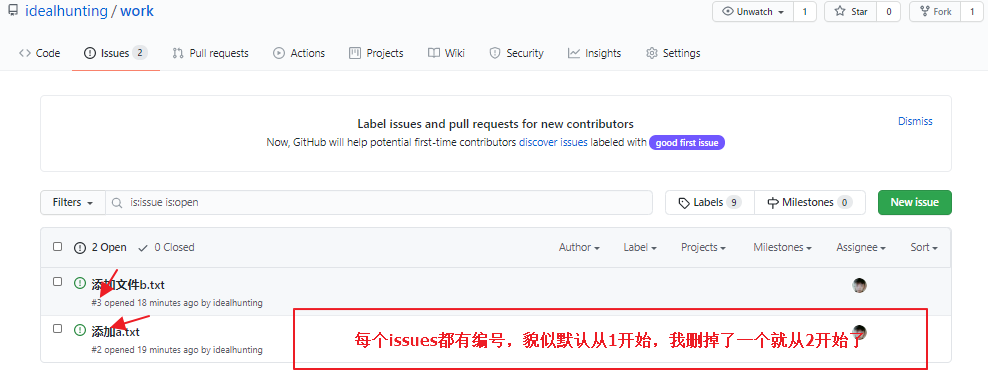 idealhunting / work
Unwatch 1 Star 0 Fork 1
Code Issues 2 Pull requests Actions Projects Wiki Security Insights Settings
Label issues and pull requests for new contributors
Dismiss
Now, GitHub will help potential first-time contributors discover issues labeled with good first issue
Filters is:issue is:open Labels 9 Milestones 0 New issue
2 Open 0 Closed Author Label Projects Milestones Assignee Sort
添加文件b.txt
#3 opened 18 minutes ago by idealhunting
添加a.txt
#2 opened 19 minutes ago by idealhunting
每个issues都有编号，貌似默认从1开始，我删掉了一个就从2开始了